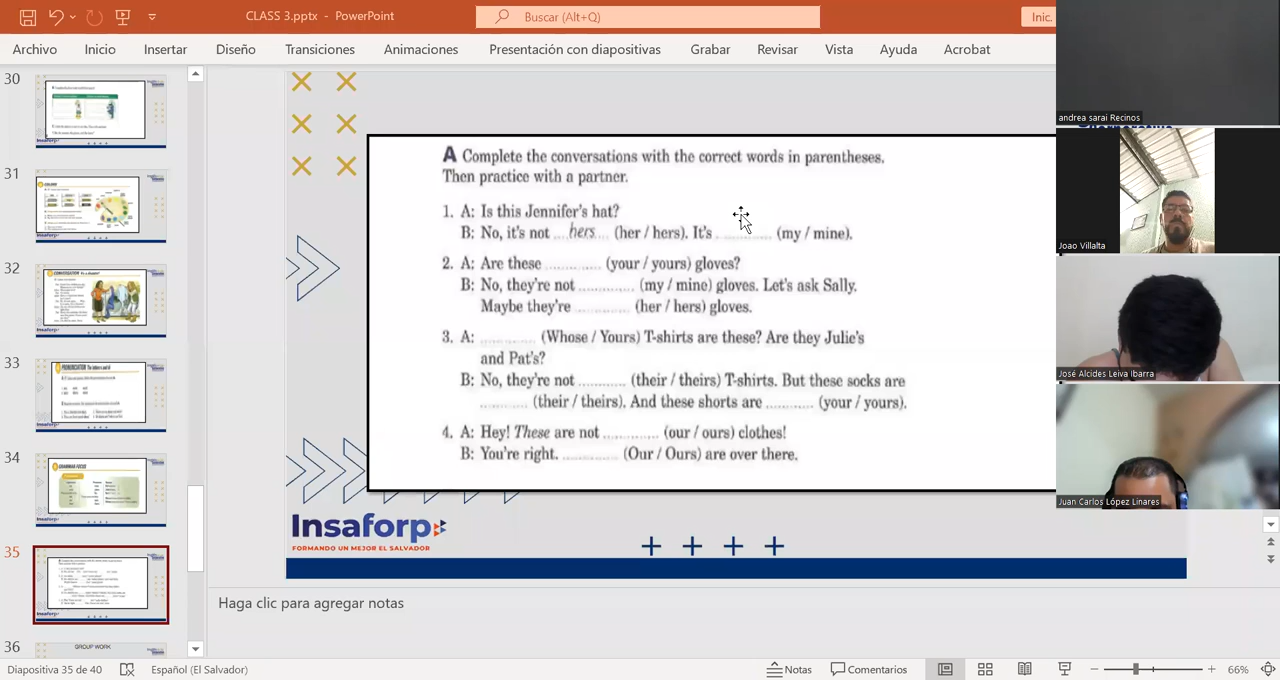 CLASS 3.pptx - PowerPoint
Buscar (Alt+Q)
Inic.
Archivo Inicio Insertar Diseño Transiciones Animaciones Presentación con diapositivas Grabar Revisar Vista Ayuda Acrobat
30
31
32
33
34
35
36
GROUP WORK
A Complete the conversations with the correct words in parentheses.
Then practice with a partner.
1. A: Is this Jennifer's hat?
B: No, it's not ....hers.... (her / hers). It's .............. (my / mine).
2. A: Are these .............. (your / yours) gloves?
B: No, they're not .............. (my / mine) gloves. Let's ask Sally.
Maybe they're .............. (her / hers) gloves.
3. A: .............. (Whose / Yours) T-shirts are these? Are they Julie's
and Pat's?
B: No, they're not ............ (their / theirs) T-shirts. But these socks are
............ (their / theirs). And these shorts are ............ (your / yours).
4. A: Hey! These are not .............. (our / ours) clothes!
B: You're right. .............. (Our / Ours) are over there.
Insaforp
FORMANDO UN MEJOR EL SALVADOR
andrea sarai Recinos
Joao Villalta
José Alcides Leiva Ibarra
Juan Carlos López Linares
Haga clic para agregar notas
Diapositiva 35 de 40 Español (El Salvador) Notas Comentarios 66%